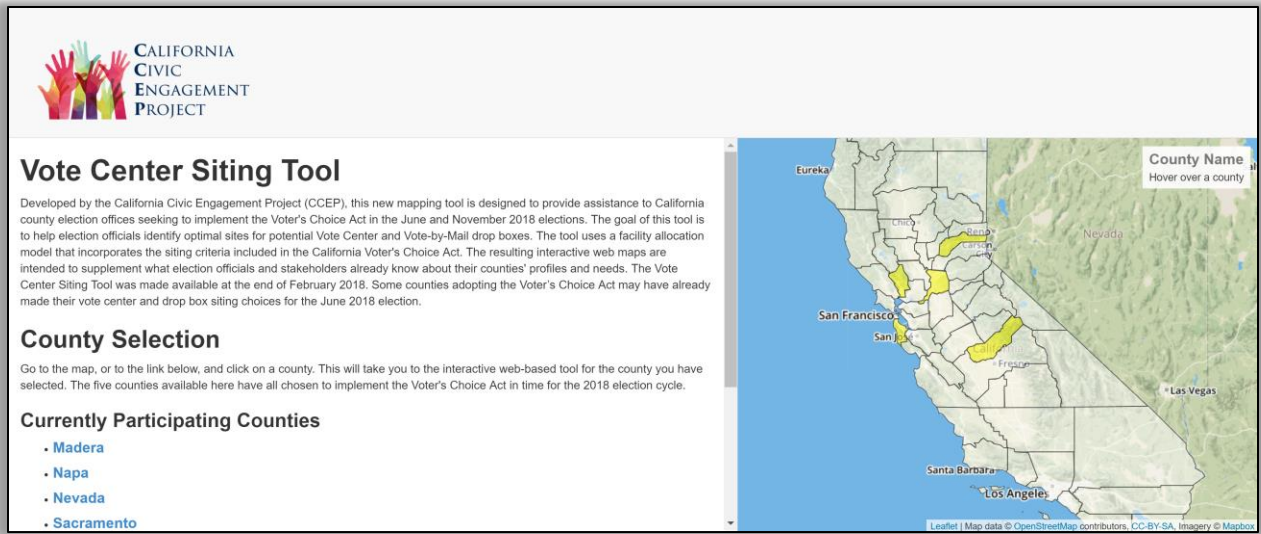 CALIFORNIA
CIVIC
ENGAGEMENT
PROJECT
Vote Center Siting Tool
Developed by the California Civic Engagement Project (CCEP), this new mapping tool is designed to provide assistance to California
county election offices seeking to implement the Voter's Choice Act in the June and November 2018 elections. The goal of this tool is
to help election officials identify optimal sites for potential Vote Center and Vote-by-Mail drop boxes. The tool uses a facility allocation
model that incorporates the siting criteria included in the California Voter's Choice Act. The resulting interactive web maps are
intended to supplement what election officials and stakeholders already know about their counties' profiles and needs. The Vote
Center Siting Tool was made available at the end of February 2018. Some counties adopting the Voter's Choice Act may have already
made their vote center and drop box siting choices for the June 2018 election.
County Selection
Go to the map, or to the link below, and click on a county. This will take you to the interactive web-based tool for the county you have
selected. The five counties available here have all chosen to implement the Voter's Choice Act in time for the 2018 election cycle.
Currently Participating Counties
• Madera
• Napa
• Nevada
• Sacramento
County Name
Hover over a county
Eureka
Chico
Reno
Carson
City
Nevada
San Francisco
San José
California
Fresno
Las Vegas
Santa Barbara
Los Angeles
Leaflet | Map data © OpenStreetMap contributors, CC-BY-SA, Imagery © Mapbox